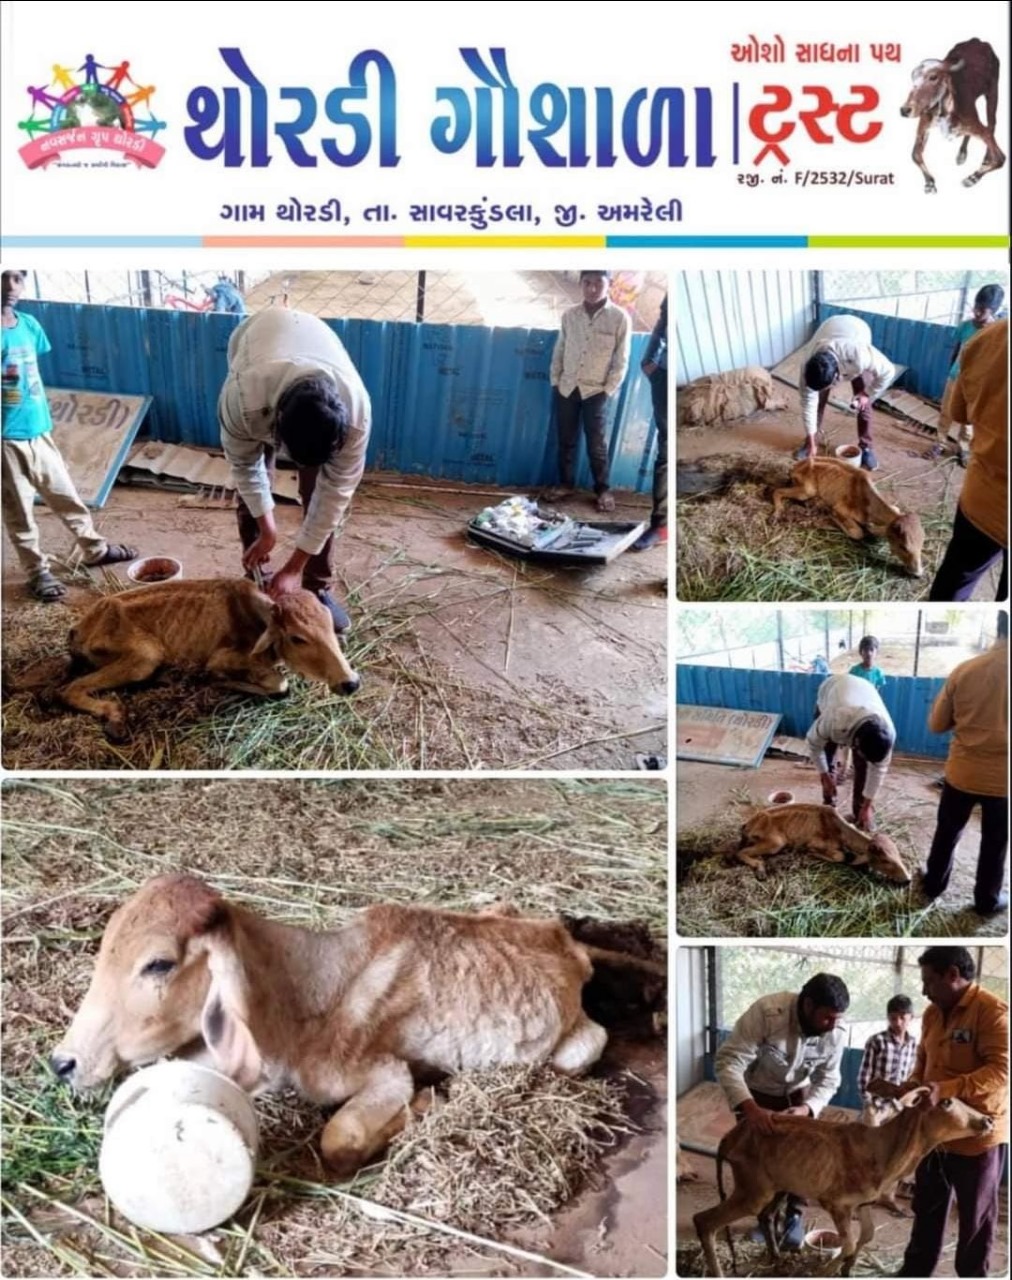 નવસર્જન ગ્રુપ થોરડી
થોરડી ગૌશાળા
ઓશો સાધના પથ
ટ્રસ્ટ
રજી. નં. F/2532/Surat
ગામ થોરડી, તા. સાવરકુંડલા, જી. અમરેલી
થોરડી)